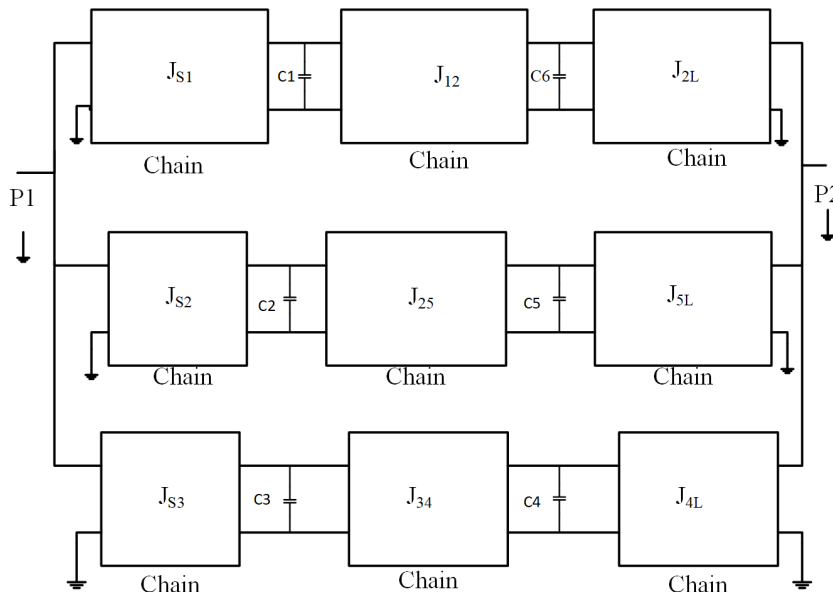 J_S1 C1 J_12 C6 J_2L
Chain Chain Chain
P1 P2
J_S2 C2 J_25 C5 J_5L
Chain Chain Chain
J_S3 C3 J_34 C4 J_4L
Chain Chain Chain